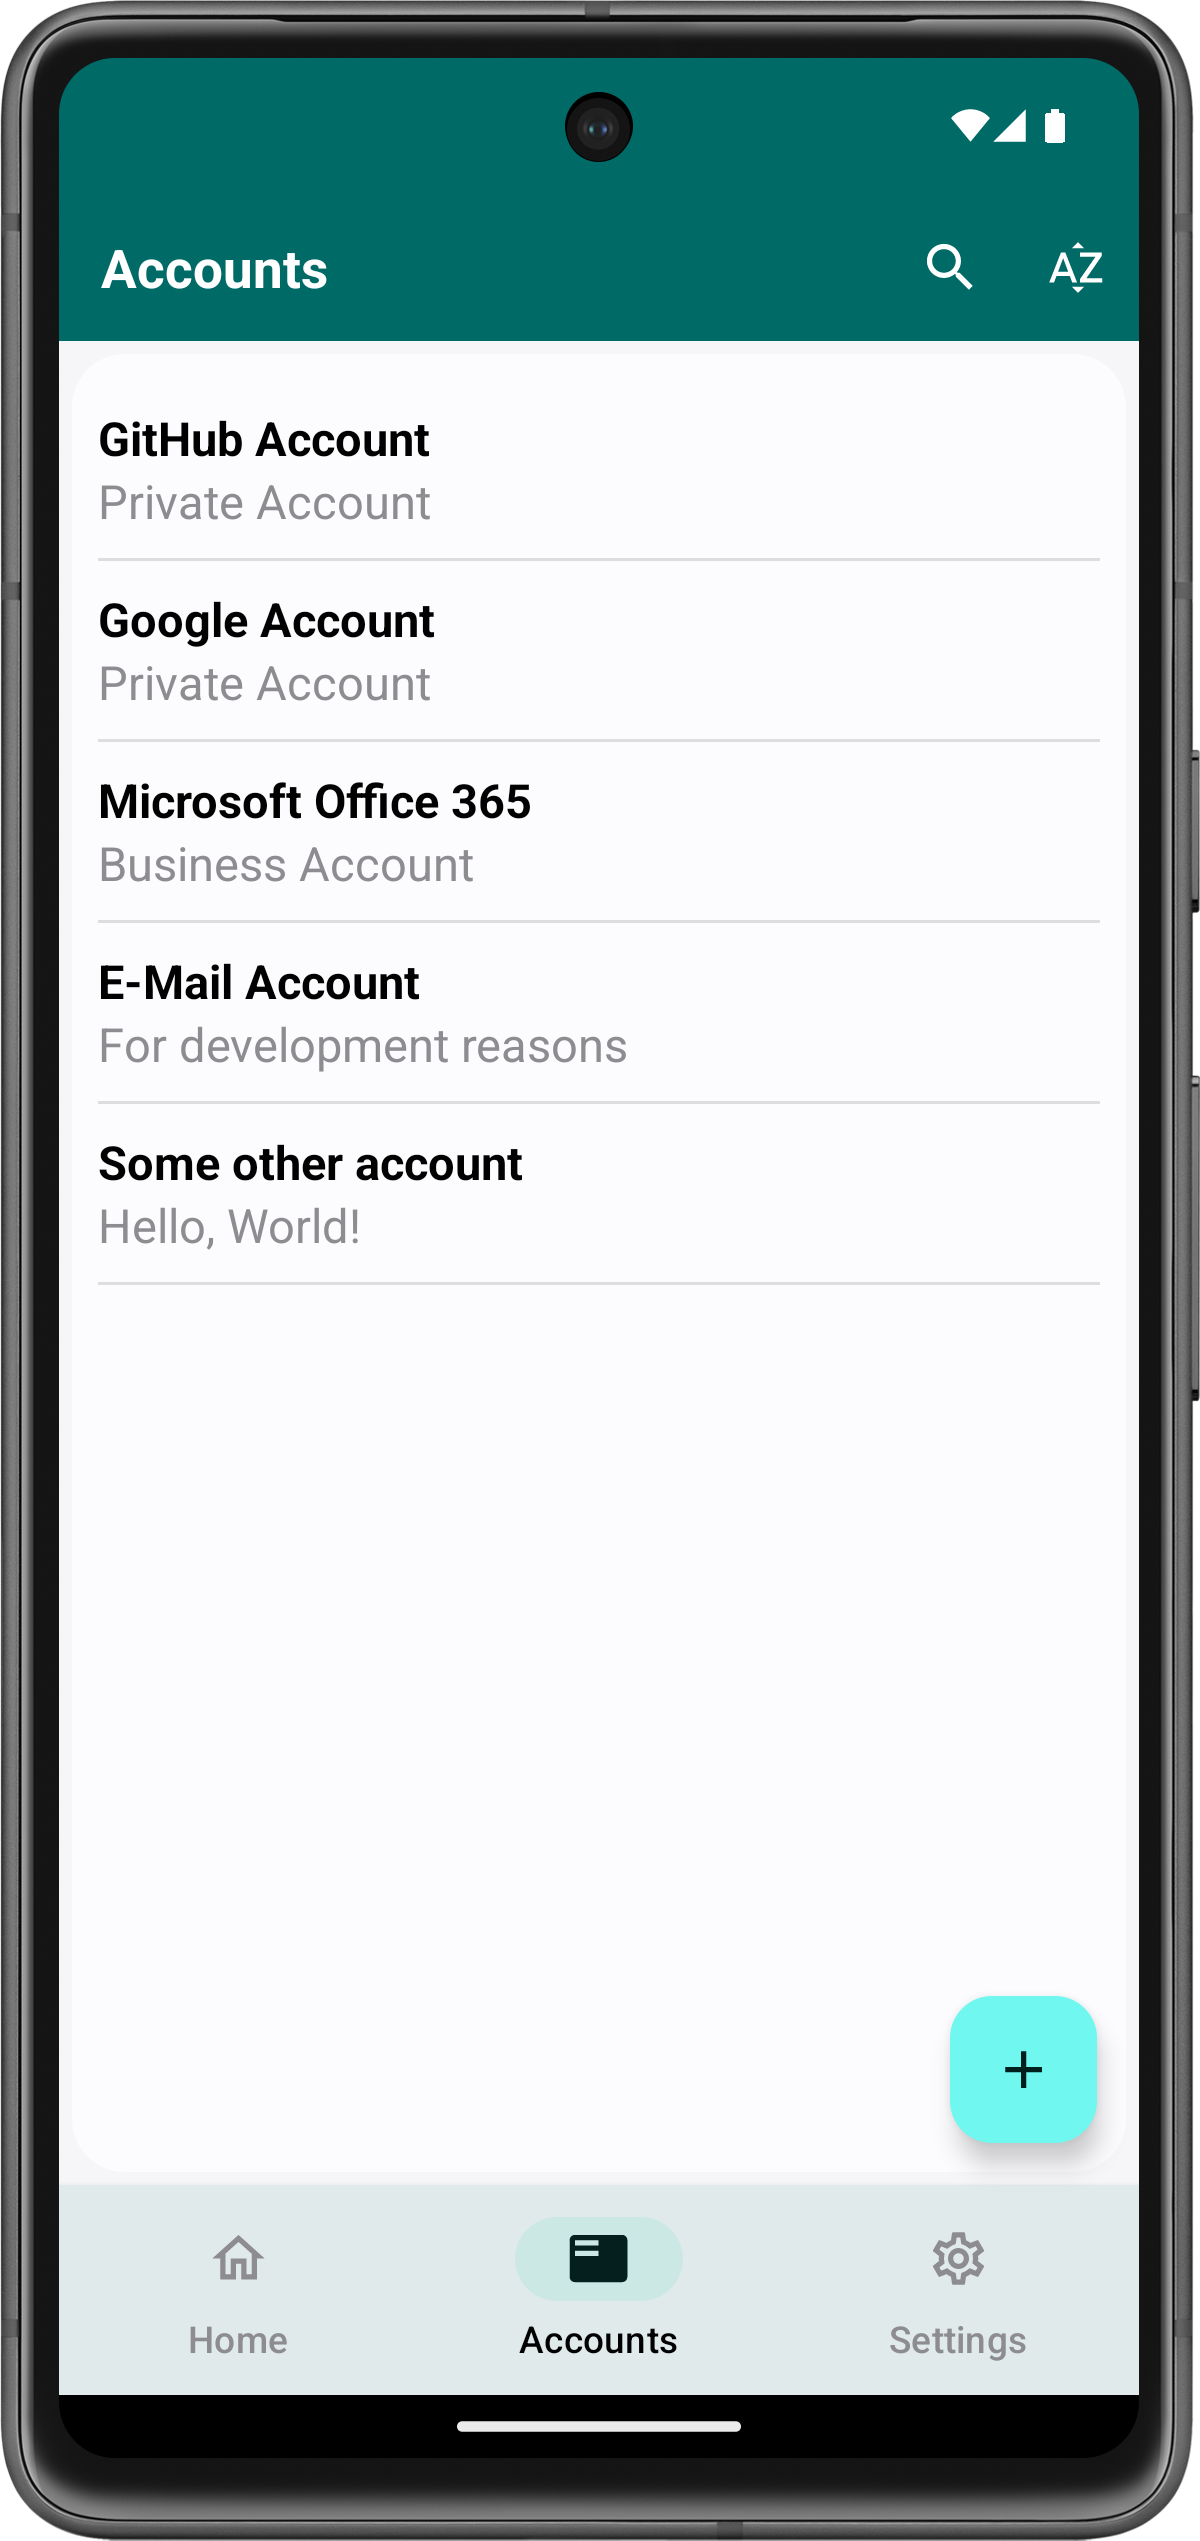 Accounts
AZ
GitHub Account
Private Account
Google Account
Private Account
Microsoft Office 365
Business Account
E-Mail Account
For development reasons
Some other account
Hello, World!
+
Home
Accounts
Settings